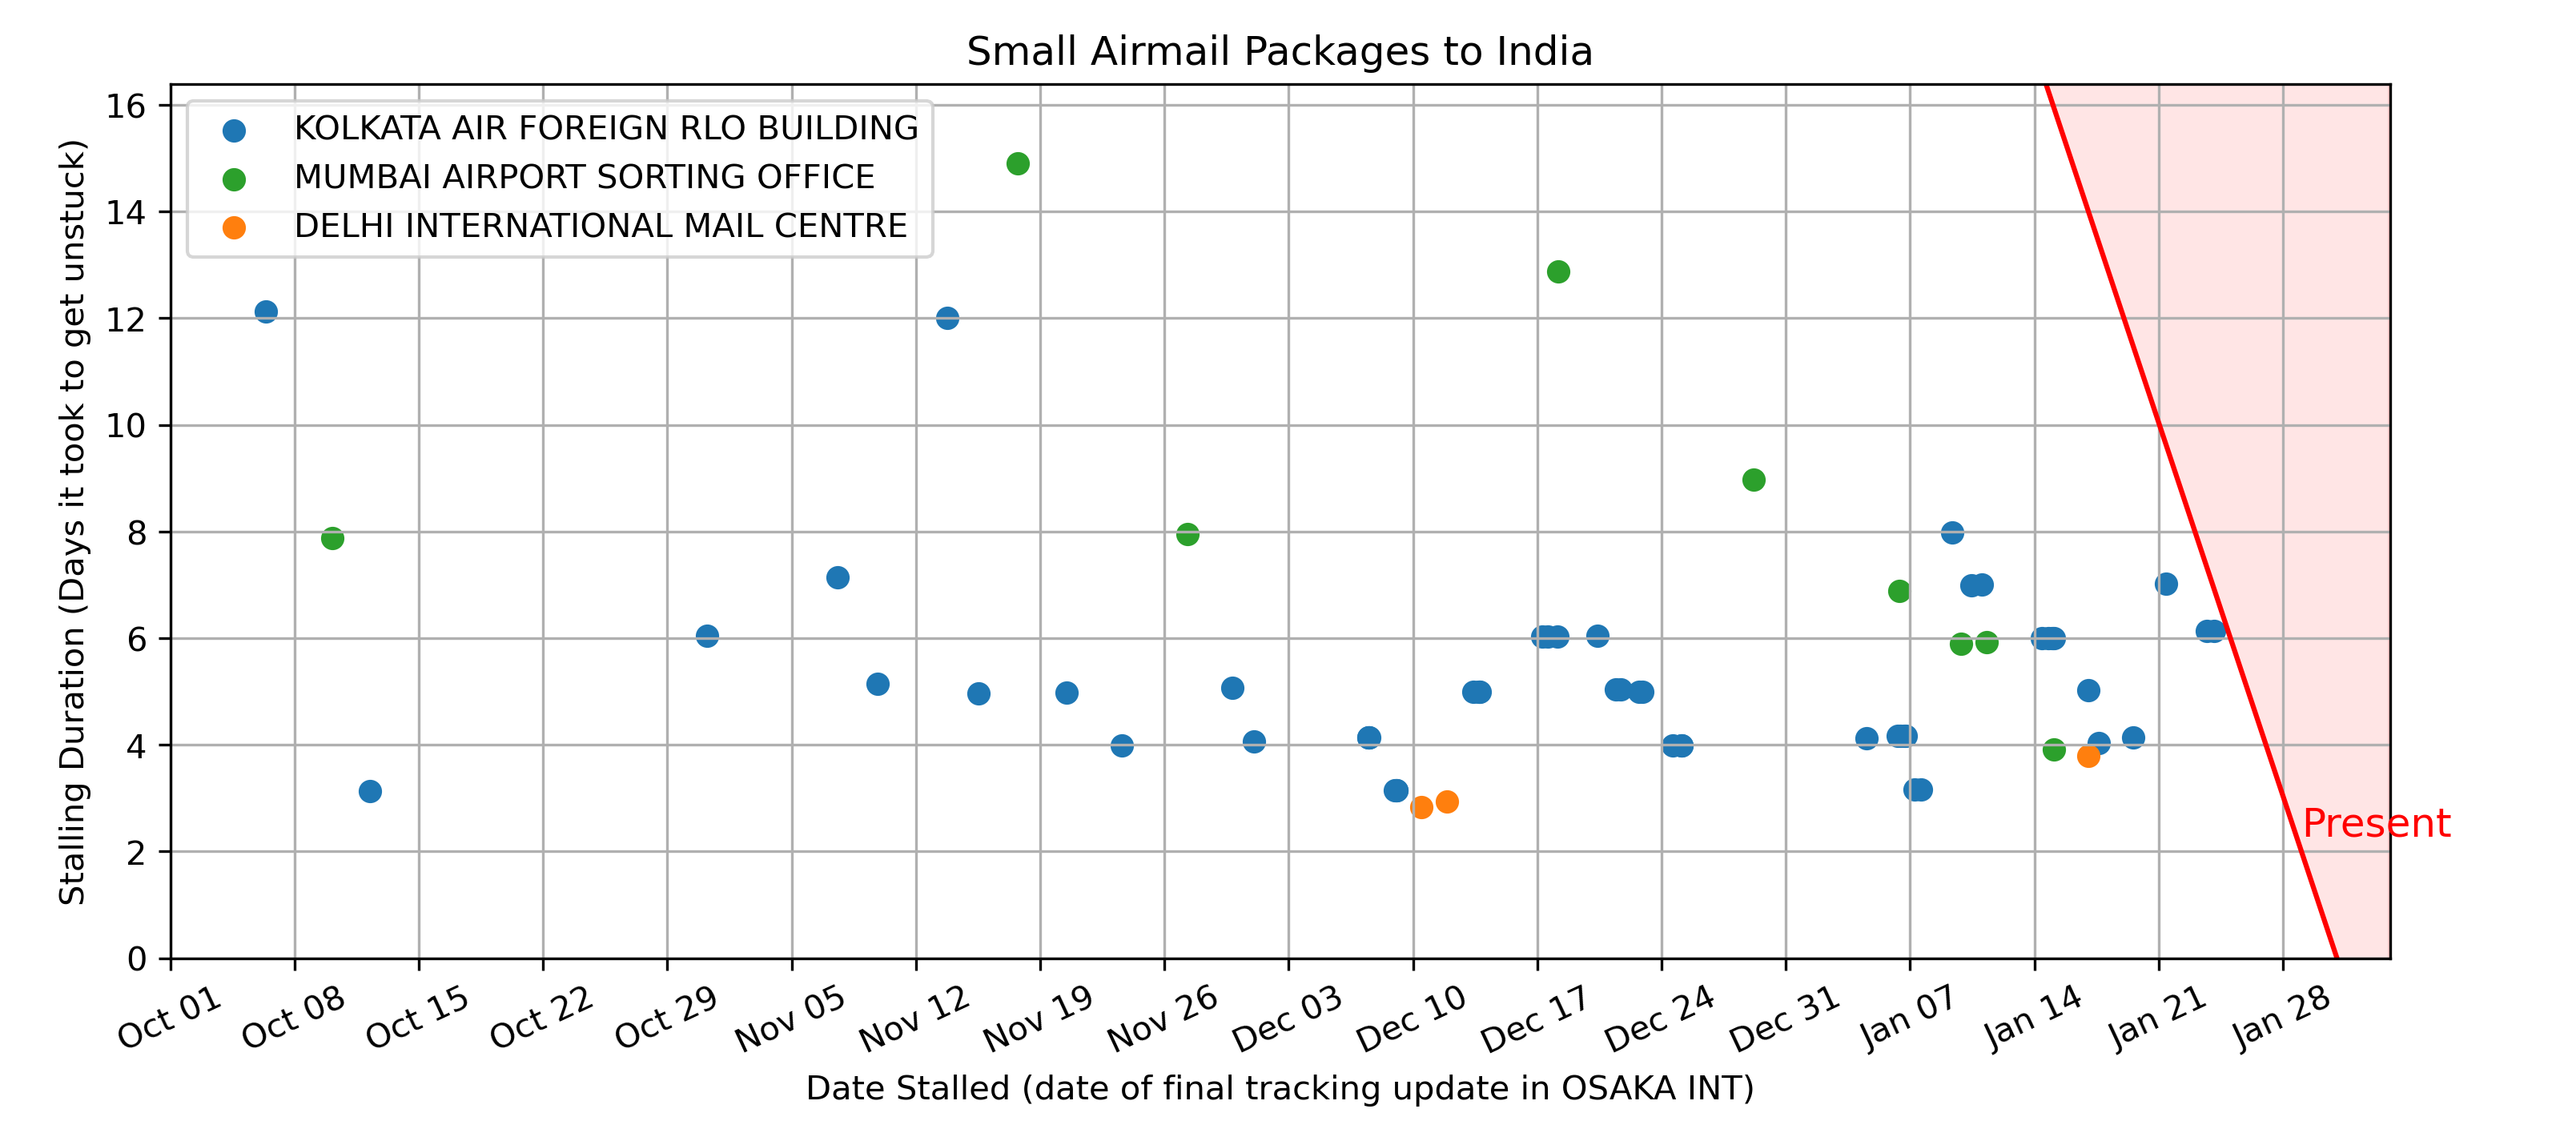 Small Airmail Packages to India
KOLKATA AIR FOREIGN RLO BUILDING
MUMBAI AIRPORT SORTING OFFICE
DELHI INTERNATIONAL MAIL CENTRE
Stalling Duration (Days it took to get unstuck)
16
14
12
10
8
6
4
2
0
Present
Oct 01 Oct 08 Oct 15 Oct 22 Oct 29 Nov 05 Nov 12 Nov 19 Nov 26 Dec 03 Dec 10 Dec 17 Dec 24 Dec 31 Jan 07 Jan 14 Jan 21 Jan 28
Date Stalled (date of final tracking update in OSAKA INT)